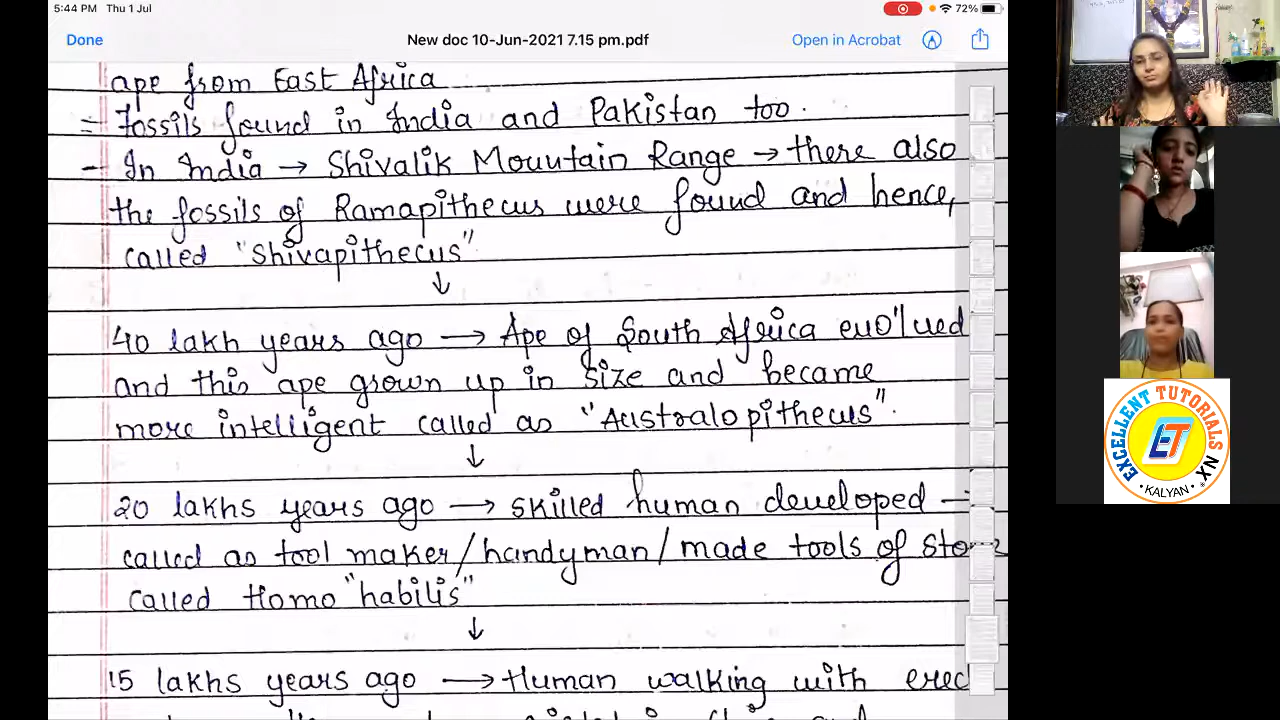 5:44 PM Thu 1 Jul
72%
Done
New doc 10-Jun-2021 7.15 pm.pdf
Open in Acrobat
ape from East Africa
= Fossils found in India and Pakistan too.
- In India → Shivalik Mountain Range → there also
the fossils of Ramapithecus were found and hence,
called "Shivapithecus"
↓
40 lakh years ago → Ape of South Africa evo'lved
and this ape grown up in size and became
more intelligent called as "Australopithecus".
↓
20 lakhs years ago → skilled human developed →
called as tool maker/handyman/made tools of stone
called Homo "habilis"
↓
15 lakhs years ago → Human walking with erec
EXCELLENT TUTORIALS NX
ET
• KALYAN •